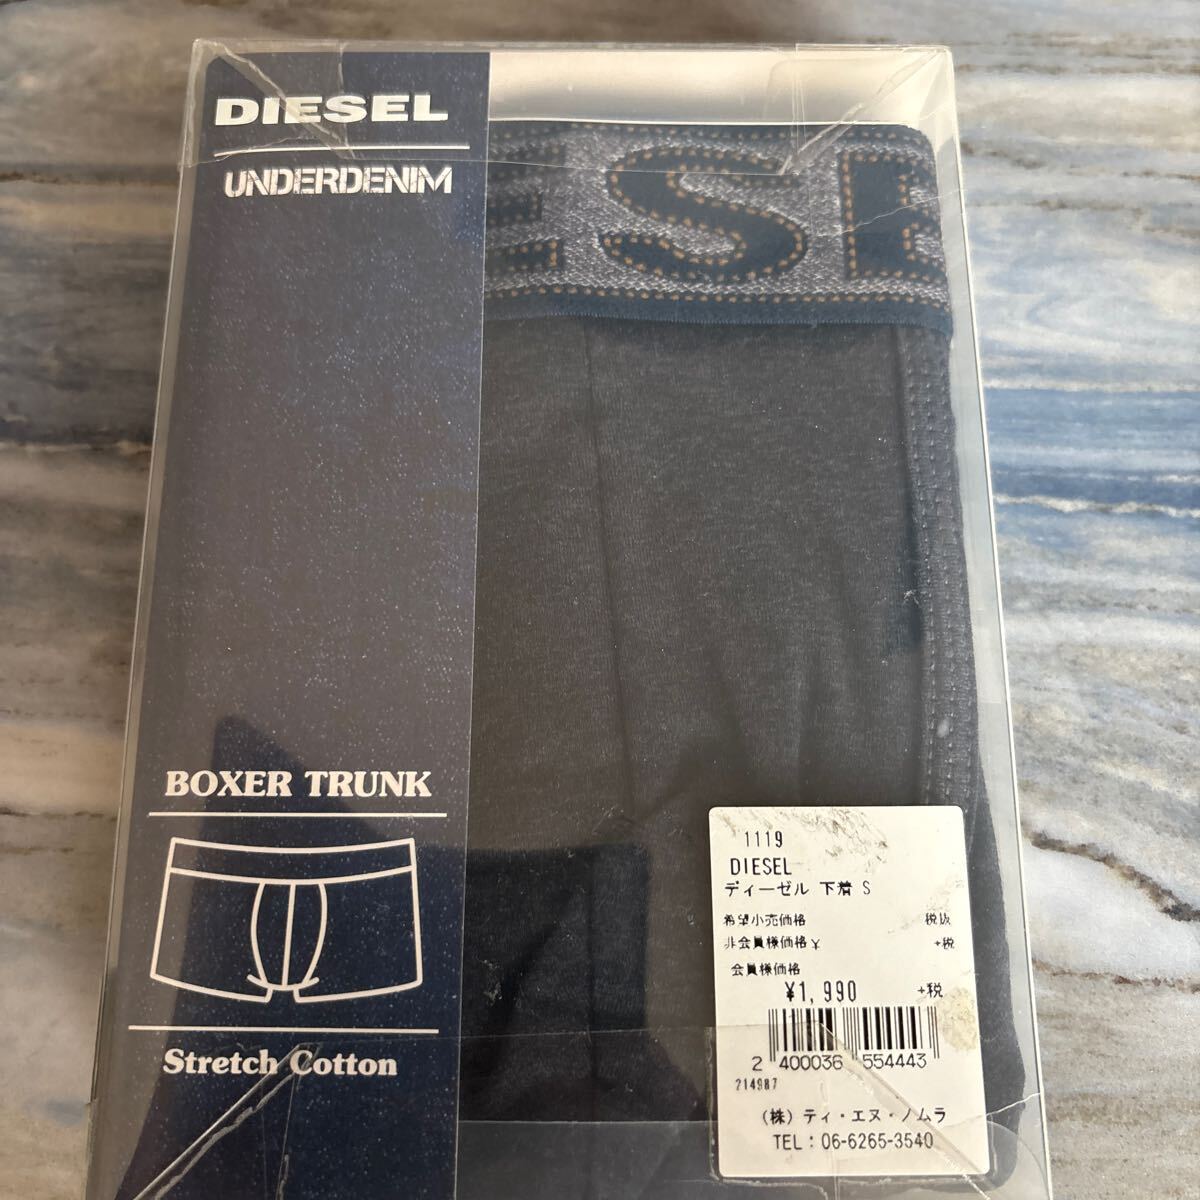 DIESEL
UNDERDENIM
ESE
BOXER TRUNK
Stretch Cotton
1119
DIESEL
ディーゼル 下着 S
希望小売価格 税抜
非会員様価格 ¥ +税
会員様価格
¥1,990 +税
2 400036 554443
214987
(株)ティ・エヌ・ノムラ
TEL:06-6265-3540